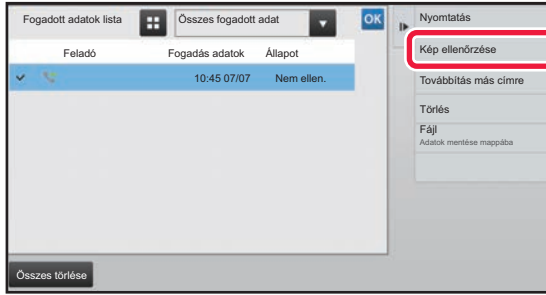 Fogadott adatok lista
Összes fogadott adat
OK
Feladó Fogadás adatok Állapot
10:45 07/07 Nem ellen.
Összes törlése
Nyomtatás
Kép ellenőrzése
Továbbítás más címre
Törlés
Fájl
Adatok mentése mappába